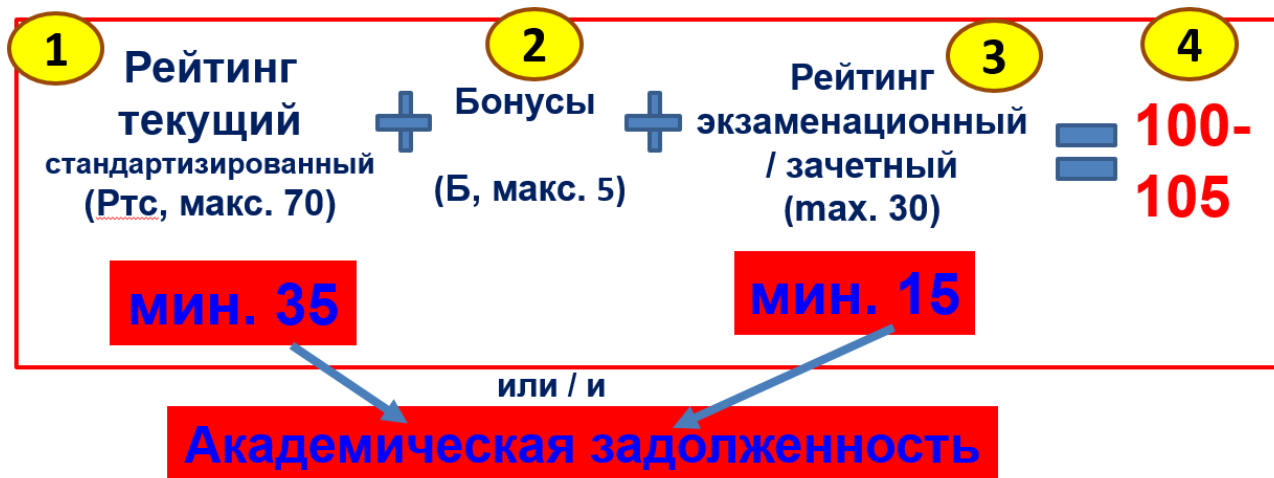 1
Рейтинг
текущий
стандартизированный
(Ртс, макс. 70)
2
Бонусы
(Б, макс. 5)
3
Рейтинг
экзаменационный
/ зачетный
(max. 30)
4
100-
105
мин. 35
мин. 15
или / и
Академическая задолженность